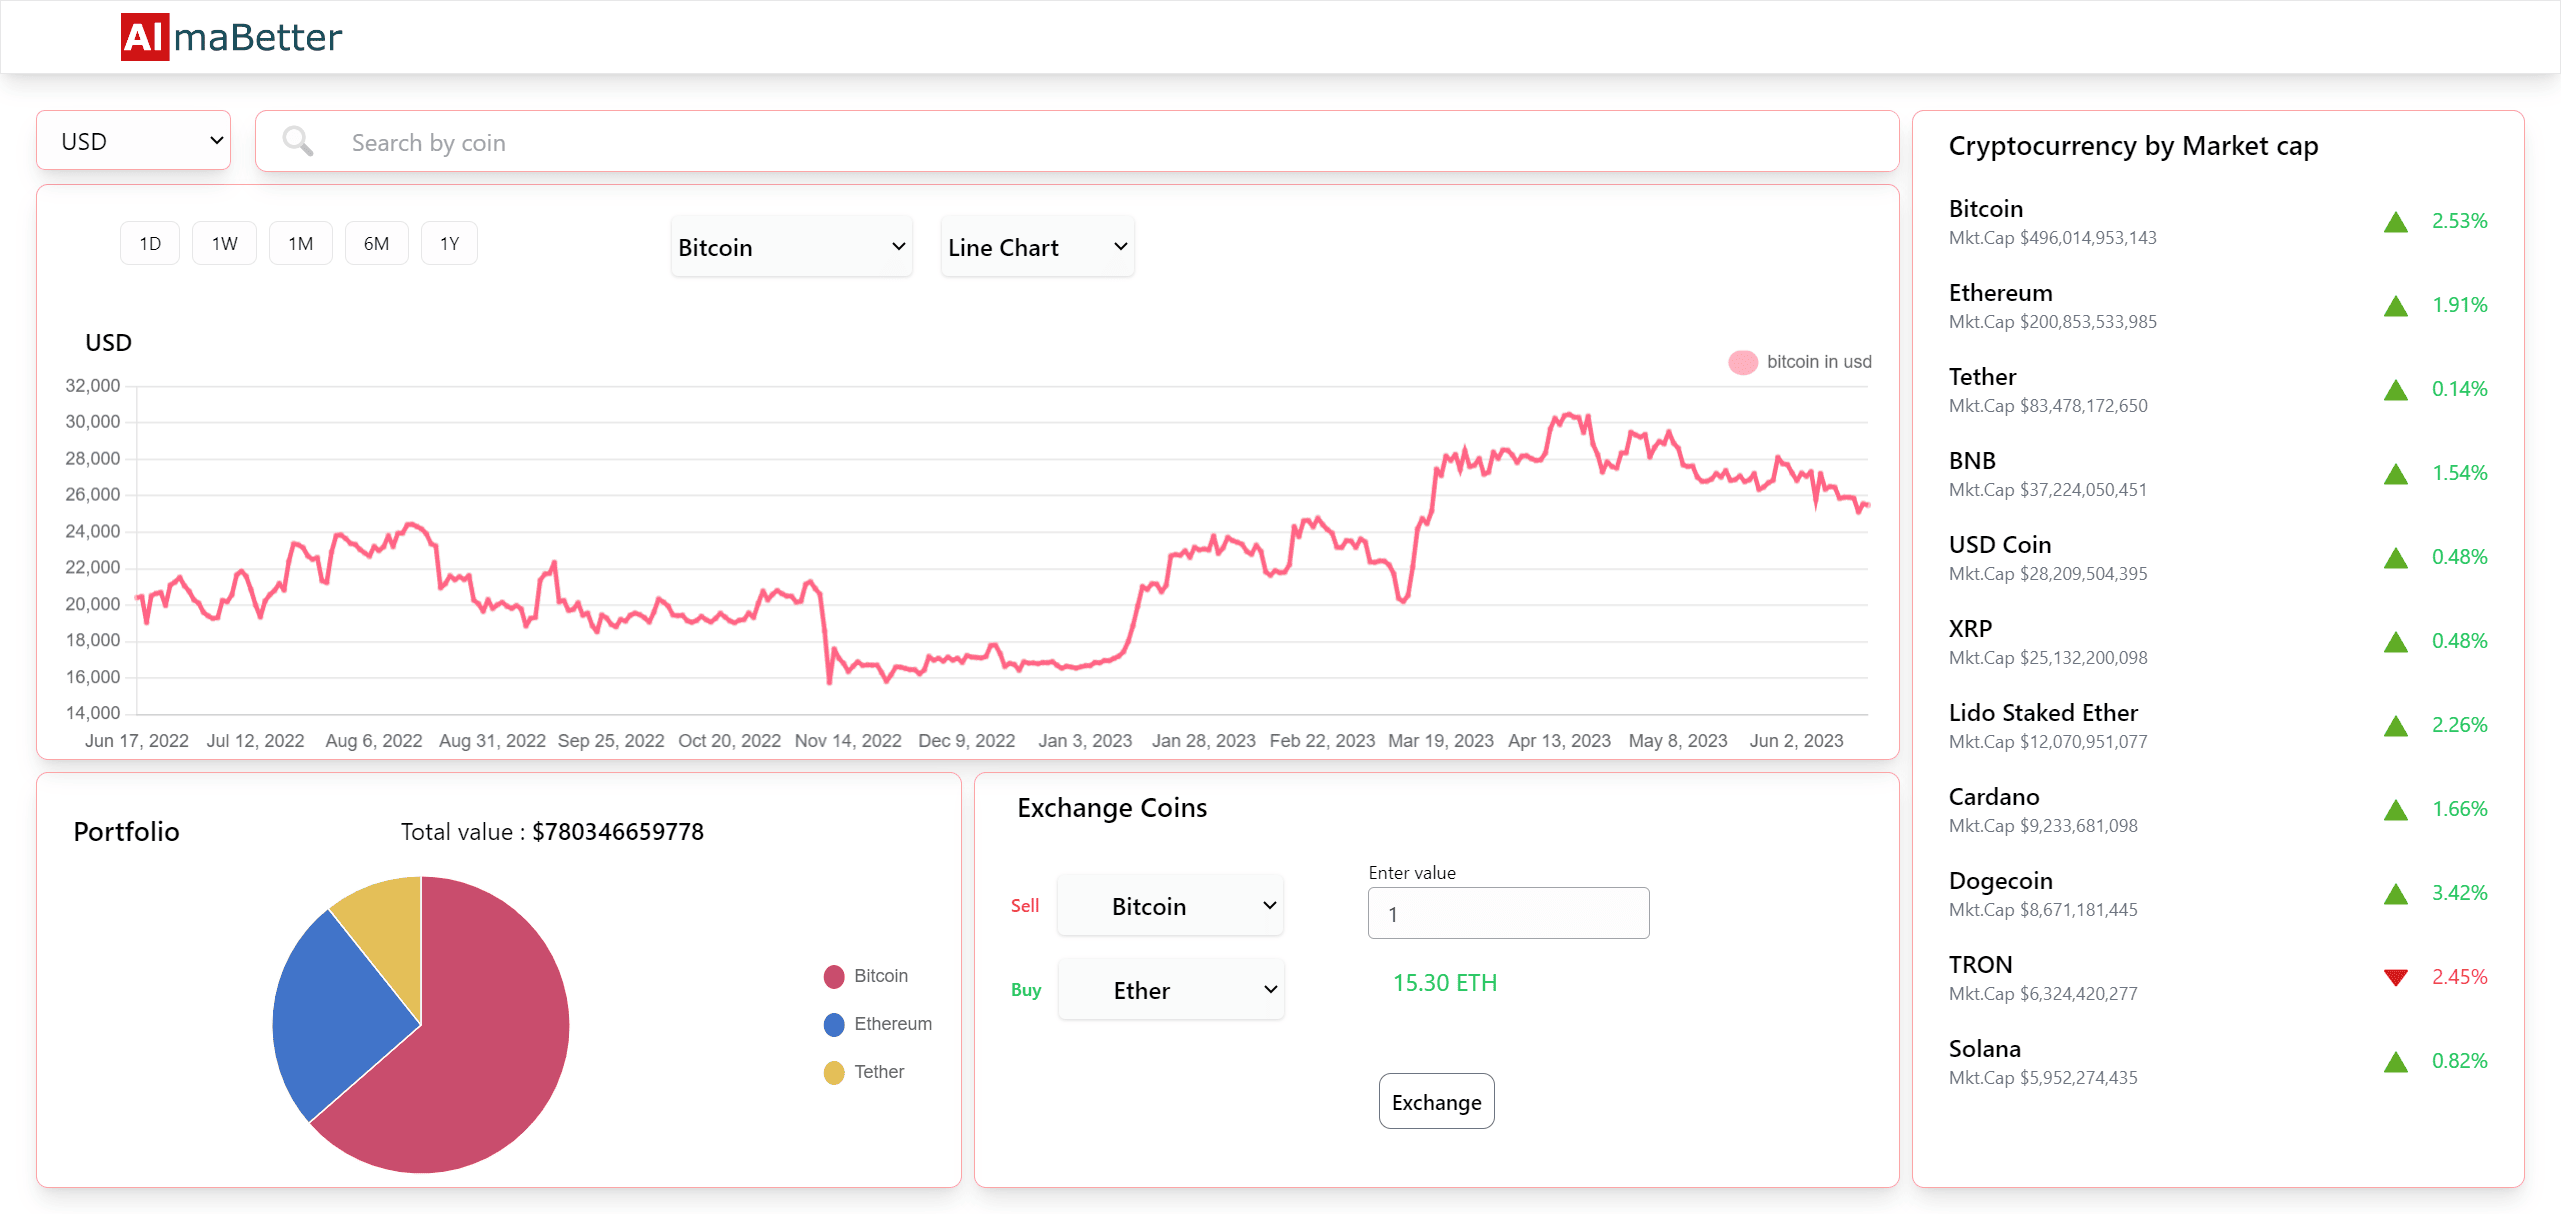 AlmaBetter
USD
Search by coin
1D 1W 1M 6M 1Y
Bitcoin
Line Chart
USD
bitcoin in usd
32,000
30,000
28,000
26,000
24,000
22,000
20,000
18,000
16,000
14,000
Jun 17, 2022 Jul 12, 2022 Aug 6, 2022 Aug 31, 2022 Sep 25, 2022 Oct 20, 2022 Nov 14, 2022 Dec 9, 2022 Jan 3, 2023 Jan 28, 2023 Feb 22, 2023 Mar 19, 2023 Apr 13, 2023 May 8, 2023 Jun 2, 2023
Portfolio
Total value : $780346659778
Bitcoin
Ethereum
Tether
Exchange Coins
Enter value
Sell Bitcoin 1
Buy Ether 15.30 ETH
Exchange
Cryptocurrency by Market cap
Bitcoin
Mkt.Cap $496,014,953,143
2.53%
Ethereum
Mkt.Cap $200,853,533,985
1.91%
Tether
Mkt.Cap $83,478,172,650
0.14%
BNB
Mkt.Cap $37,224,050,451
1.54%
USD Coin
Mkt.Cap $28,209,504,395
0.48%
XRP
Mkt.Cap $25,132,200,098
0.48%
Lido Staked Ether
Mkt.Cap $12,070,951,077
2.26%
Cardano
Mkt.Cap $9,233,681,098
1.66%
Dogecoin
Mkt.Cap $8,671,181,445
3.42%
TRON
Mkt.Cap $6,324,420,277
2.45%
Solana
Mkt.Cap $5,952,274,435
0.82%